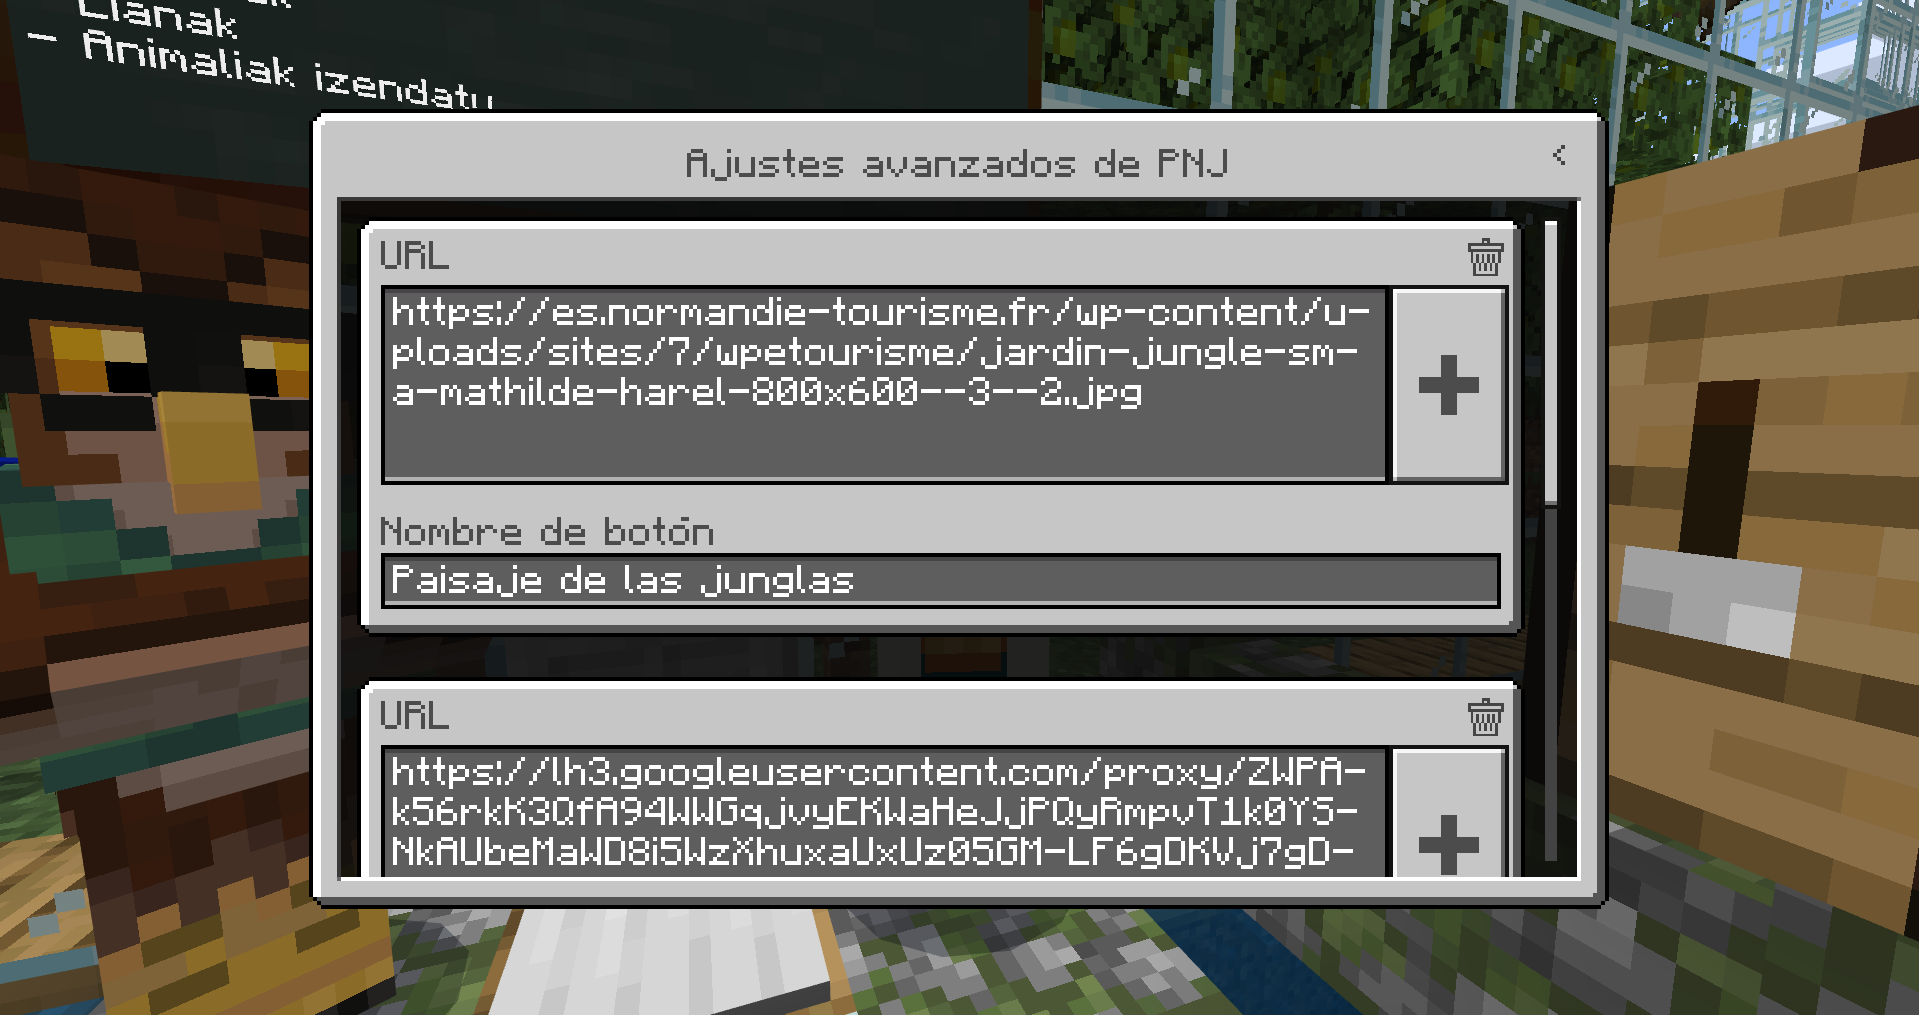 Llanak
- Animaliak izendatu
Ajustes avanzados de PNJ
URL
https://es.normandie-tourisme.fr/wp-content/u-
ploads/sites/7/wpetourisme/jardin-jungle-sm-
a-mathilde-harel-800x600--3--2.jpg
Nombre de botón
Paisaje de las junglas
URL
https://lh3.googleusercontent.com/proxy/ZWPA-
k56rkK3QfA94WWGqjvyEKWaHeJjPQyRmpvT1k0YS-
NkAUbeMaWD8i5WzXhuxaUxUz05GM-LF6gDKVj7gD-